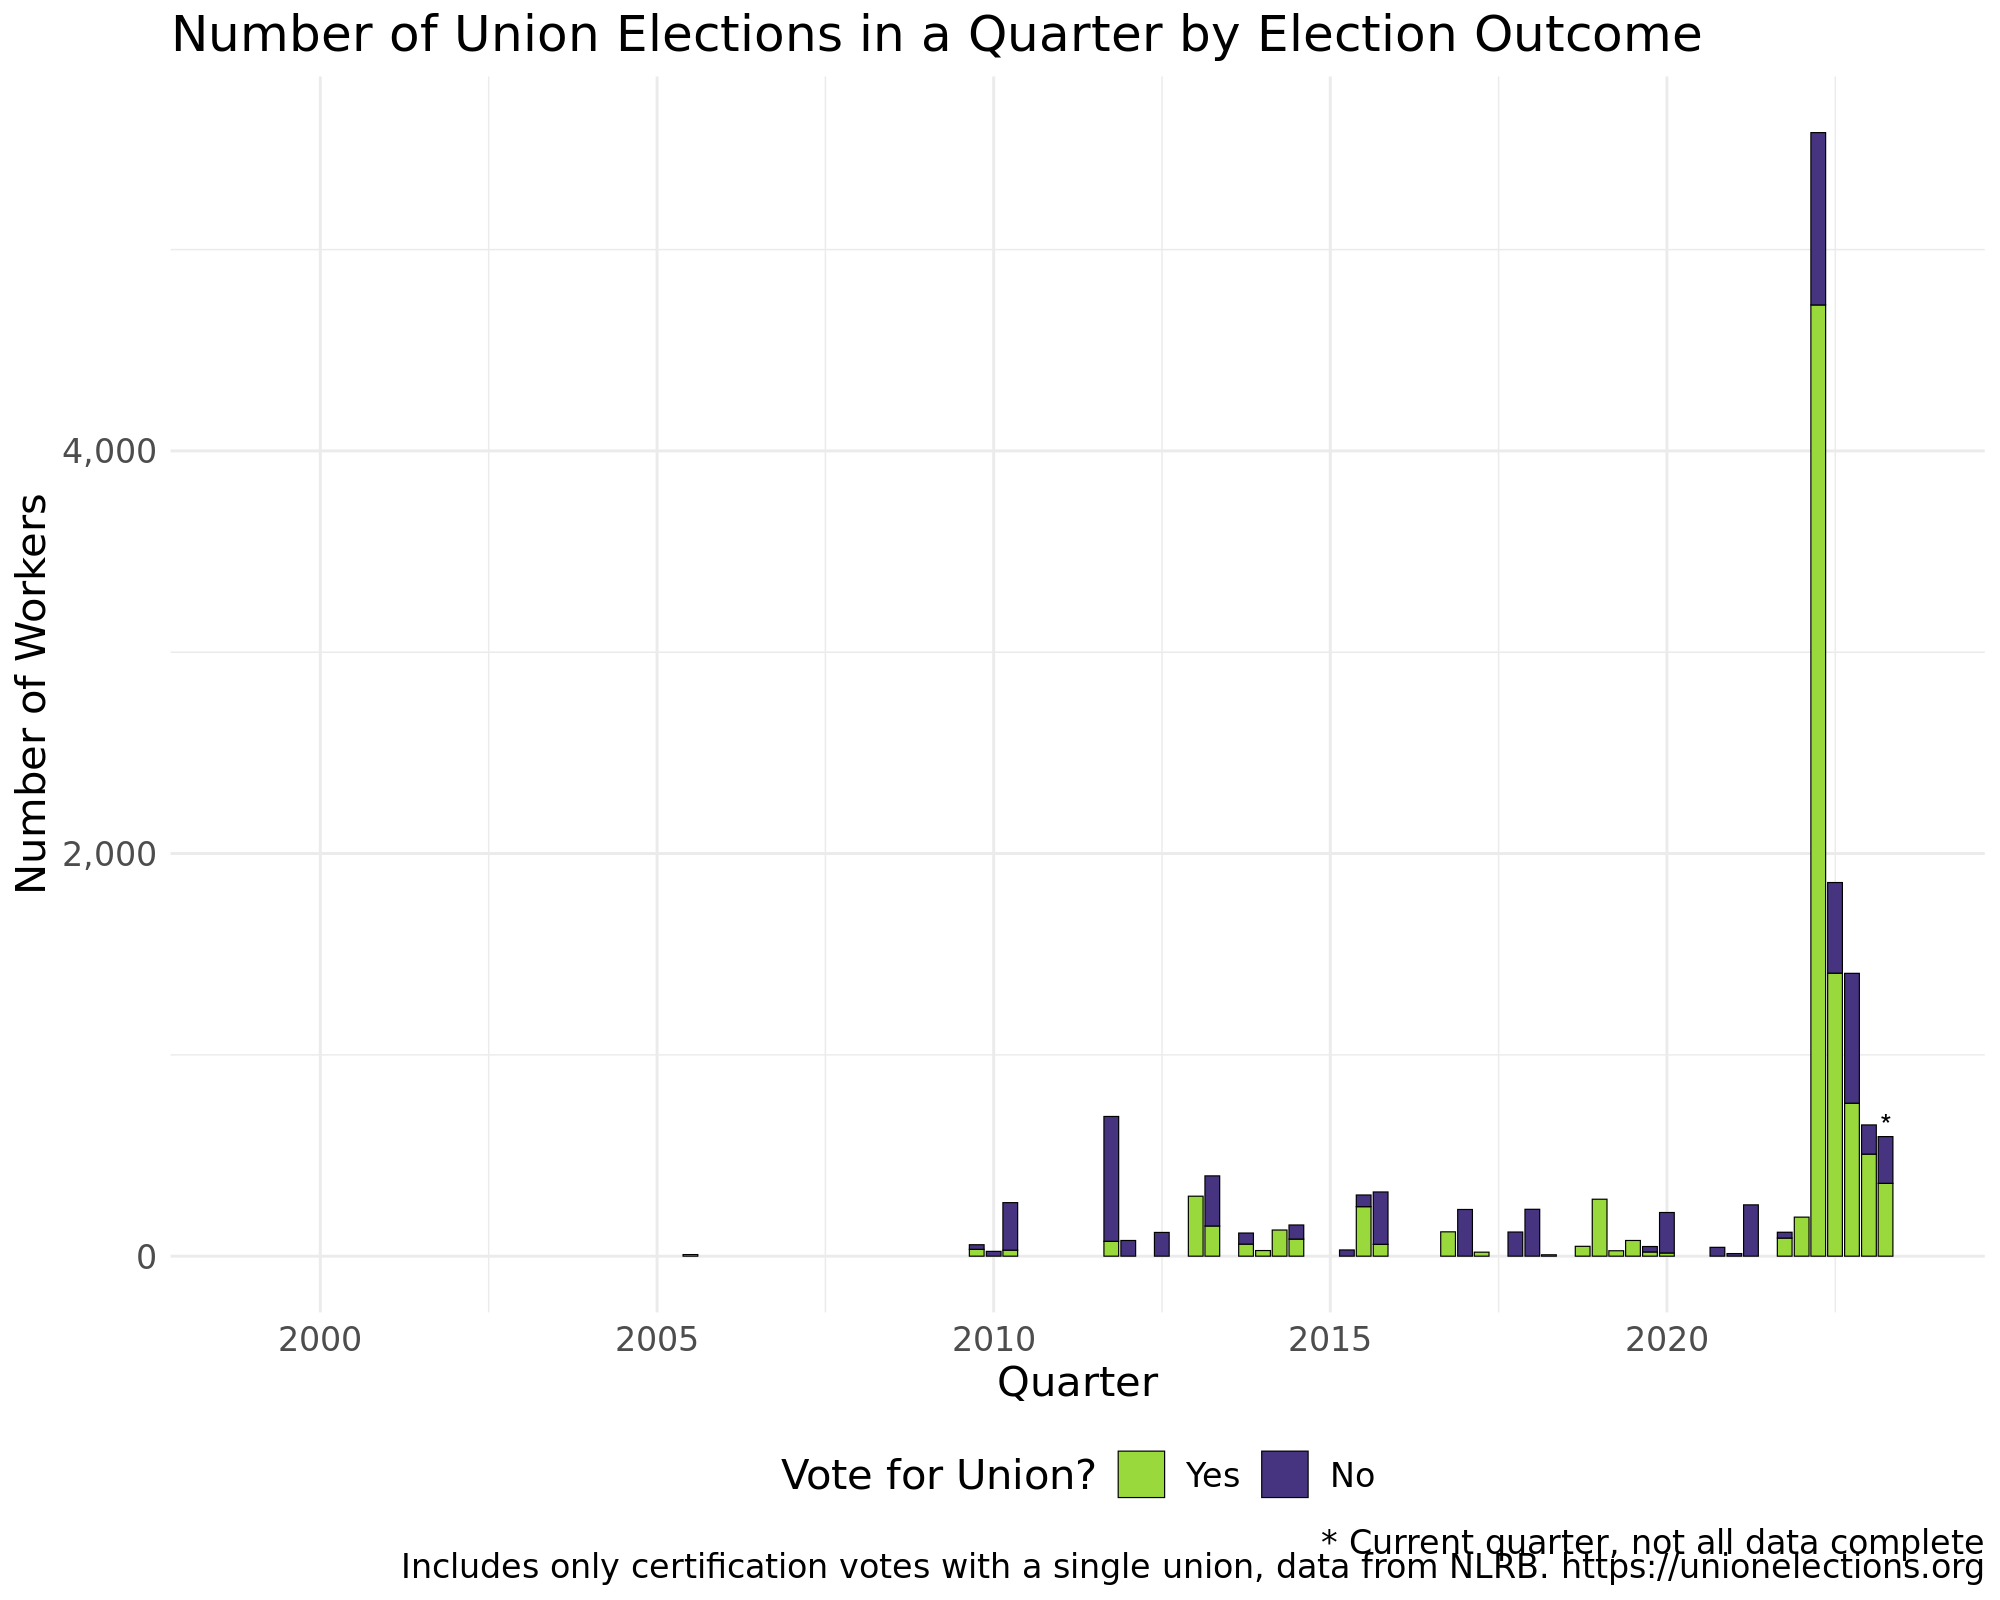 Number of Union Elections in a Quarter by Election Outcome
Number of Workers
4,000
2,000
0
*
2000 2005 2010 2015 2020
Quarter
Vote for Union? Yes No
* Current quarter, not all data complete
Includes only certification votes with a single union, data from NLRB. https://unionelections.org